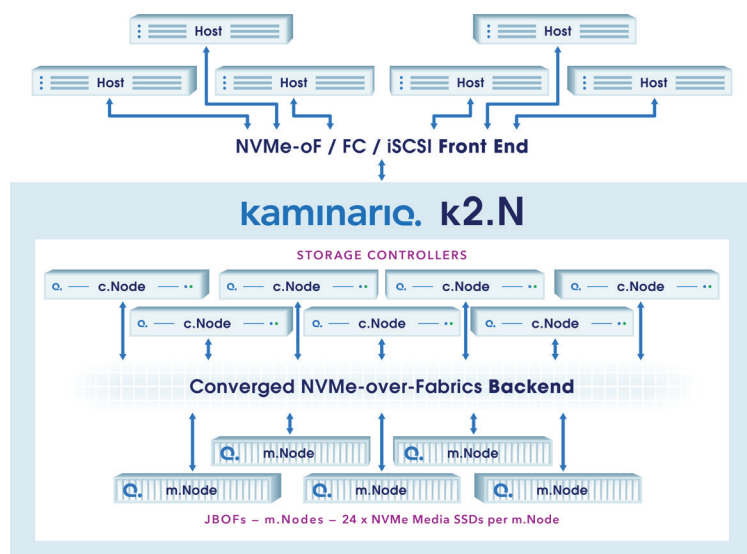 Host
Host
Host
Host
Host
Host
NVMe-oF / FC / iSCSI Front End
kaminario. k2.N
STORAGE CONTROLLERS
c.Node
c.Node
c.Node
c.Node
c.Node
c.Node
c.Node
Converged NVMe-over-Fabrics Backend
m.Node
m.Node
m.Node
m.Node
m.Node
JBOFs – m.Nodes – 24 x NVMe Media SSDs per m.Node